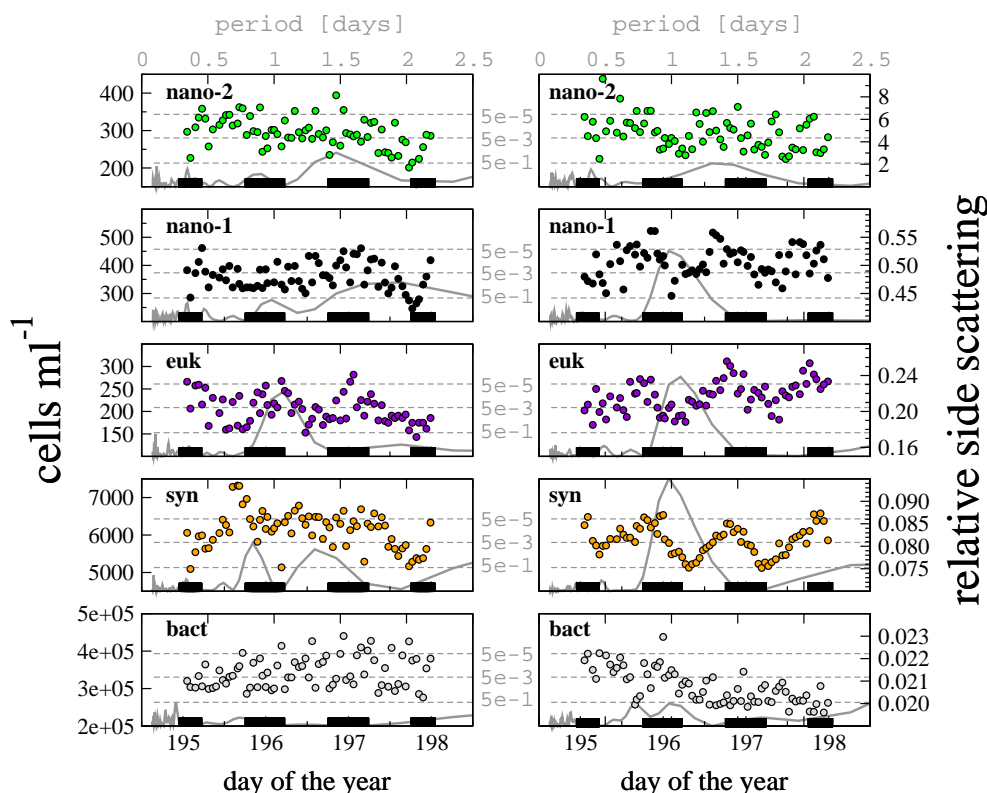 period [days]
period [days]
0 0.5 1 1.5 2 2.5
0 0.5 1 1.5 2 2.5
cells ml-1
relative side scattering
nano-2
400
300
200
5e-5
5e-3
5e-1
nano-2
8
6
4
2
nano-1
500
400
300
5e-5
5e-3
5e-1
nano-1
0.55
0.50
0.45
euk
300
250
200
150
5e-5
5e-3
5e-1
euk
0.24
0.20
0.16
syn
7000
6000
5000
5e-5
5e-3
5e-1
syn
0.090
0.085
0.080
0.075
bact
5e+05
4e+05
3e+05
2e+05
5e-5
5e-3
5e-1
bact
0.023
0.022
0.021
0.020
195 196 197 198
195 196 197 198
day of the year
day of the year